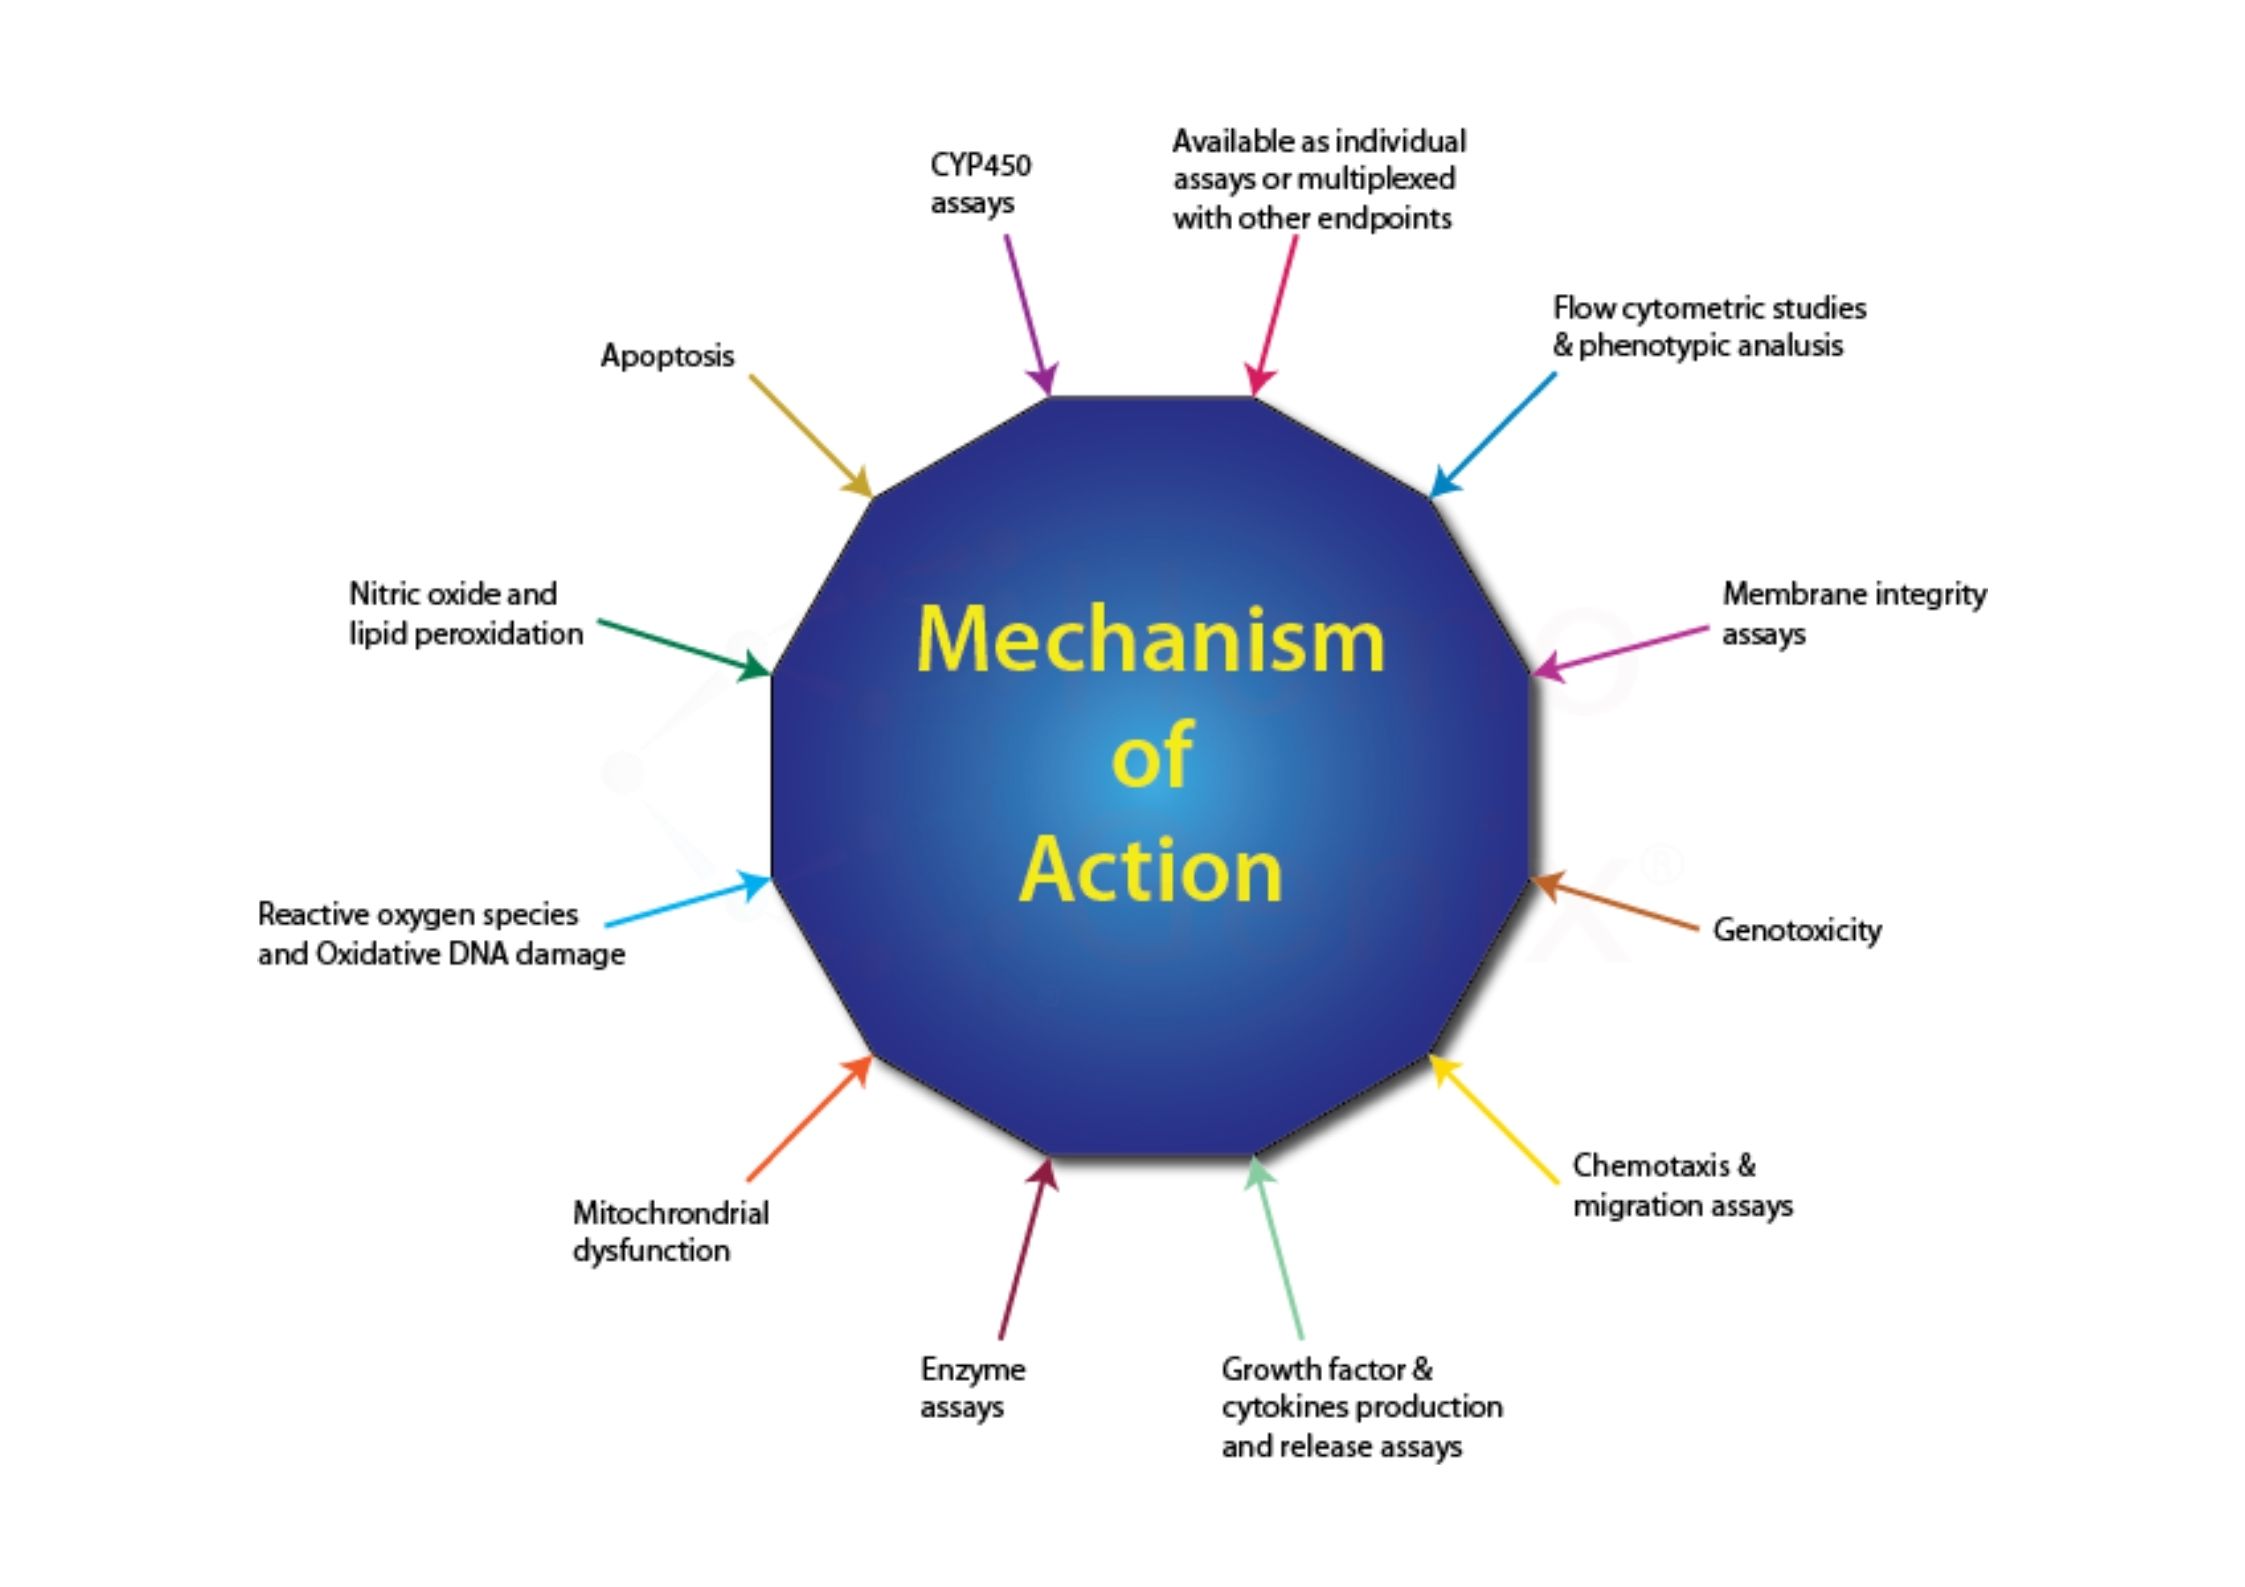 CYP450
assays
Available as individual
assays or multiplexed
with other endpoints
Flow cytometric studies
& phenotypic analusis
Membrane integrity
assays
Genotoxicity
Chemotaxis &
migration assays
Growth factor &
cytokines production
and release assays
Enzyme
assays
Mitochrondrial
dysfunction
Reactive oxygen species
and Oxidative DNA damage
Nitric oxide and
lipid peroxidation
Apoptosis
Mechanism
of
Action